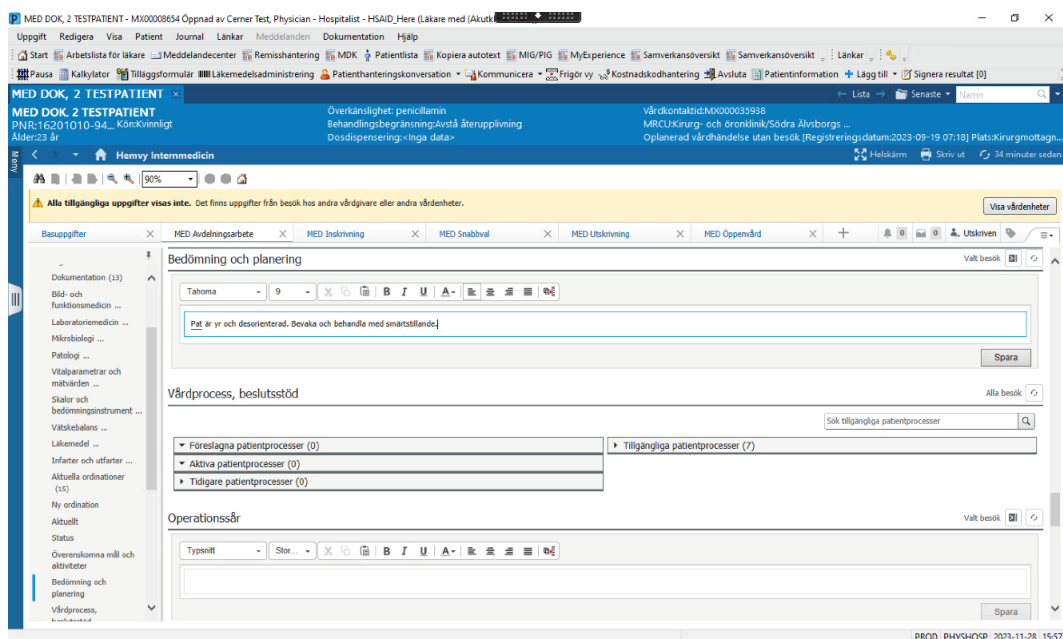 MED DOK, 2 TESTPATIENT - MX00008654 Öppnad av Cerner Test, Physician - Hospitalist - HSAID_Here (Läkare med (Akutkl
Uppgift Redigera Visa Patient Journal Länkar Meddelanden Dokumentation Hjälp
Start Arbetslista för läkare Meddelandecenter Remisshantering MDK Patientlista Kopiera autotext MIG/PIG MyExperience Samverkansöversikt Samverkansöversikt Länkar
Pausa Kalkylator Tilläggsformulär Läkemedelsadministrering Patienthanteringskonversation Kommunicera Frigör vy Kostnadskodhantering Avsluta Patientinformation Lägg till Signera resultat [0]
MED DOK, 2 TESTPATIENT Lista Senaste Namn
MED DOK, 2 TESTPATIENT Överkänslighet: penicillamin Vårdkontaktid:MX000035938
PNR:16201010-94... Kön:Kvinnligt Behandlingsbegränsning:Avstå återupplivning MRCU:Kirurg- och öronklinik/Södra Älvsborgs ...
Ålder:23 år Dosdispensering:<Inga data> Oplanerad vårdhändelse utan besök [Registreringsdatum:2023-09-19 07:18] Plats:Kirurgmottagn...
Meny
Hemvy Internmedicin Helskärm Skriv ut 34 minuter sedan
90%
Alla tillgängliga uppgifter visas inte. Det finns uppgifter från besök hos andra vårdgivare eller andra vårdenheter. Visa vårdenheter
Basuppgifter MED Avdelningsarbete MED Inskrivning MED Snabbval MED Utskrivning MED Öppenvård 0 0 Utskriven
Dokumentation (13)
Bild- och
funktionsmedicin ...
Laboratoriemedicin ...
Mikrobiologi ...
Patologi ...
Vitalparametrar och
mätvärden ...
Skalor och
bedömningsinstrument ...
Vätskebalans ...
Läkemedel ...
Infarter och utfarter ...
Aktuella ordinationer
(15)
Ny ordination
Aktuellt
Status
Överenskomna mål och
aktiviteter
Bedömning och
planering
Vårdprocess,
Bedömning och planering Valt besök
Tahoma 9 B I U A
Pat är yr och desorienterad. Bevaka och behandla med smärtstillande.
Spara
Vårdprocess, beslutsstöd Alla besök
Sök tillgängliga patientprocesser
Föreslagna patientprocesser (0) Tillgängliga patientprocesser (7)
Aktiva patientprocesser (0)
Tidigare patientprocesser (0)
Operationssår Valt besök
Typsnitt Stor... B I U A
Spara
PROD PHYSHOSP 2023-11-28 15:57